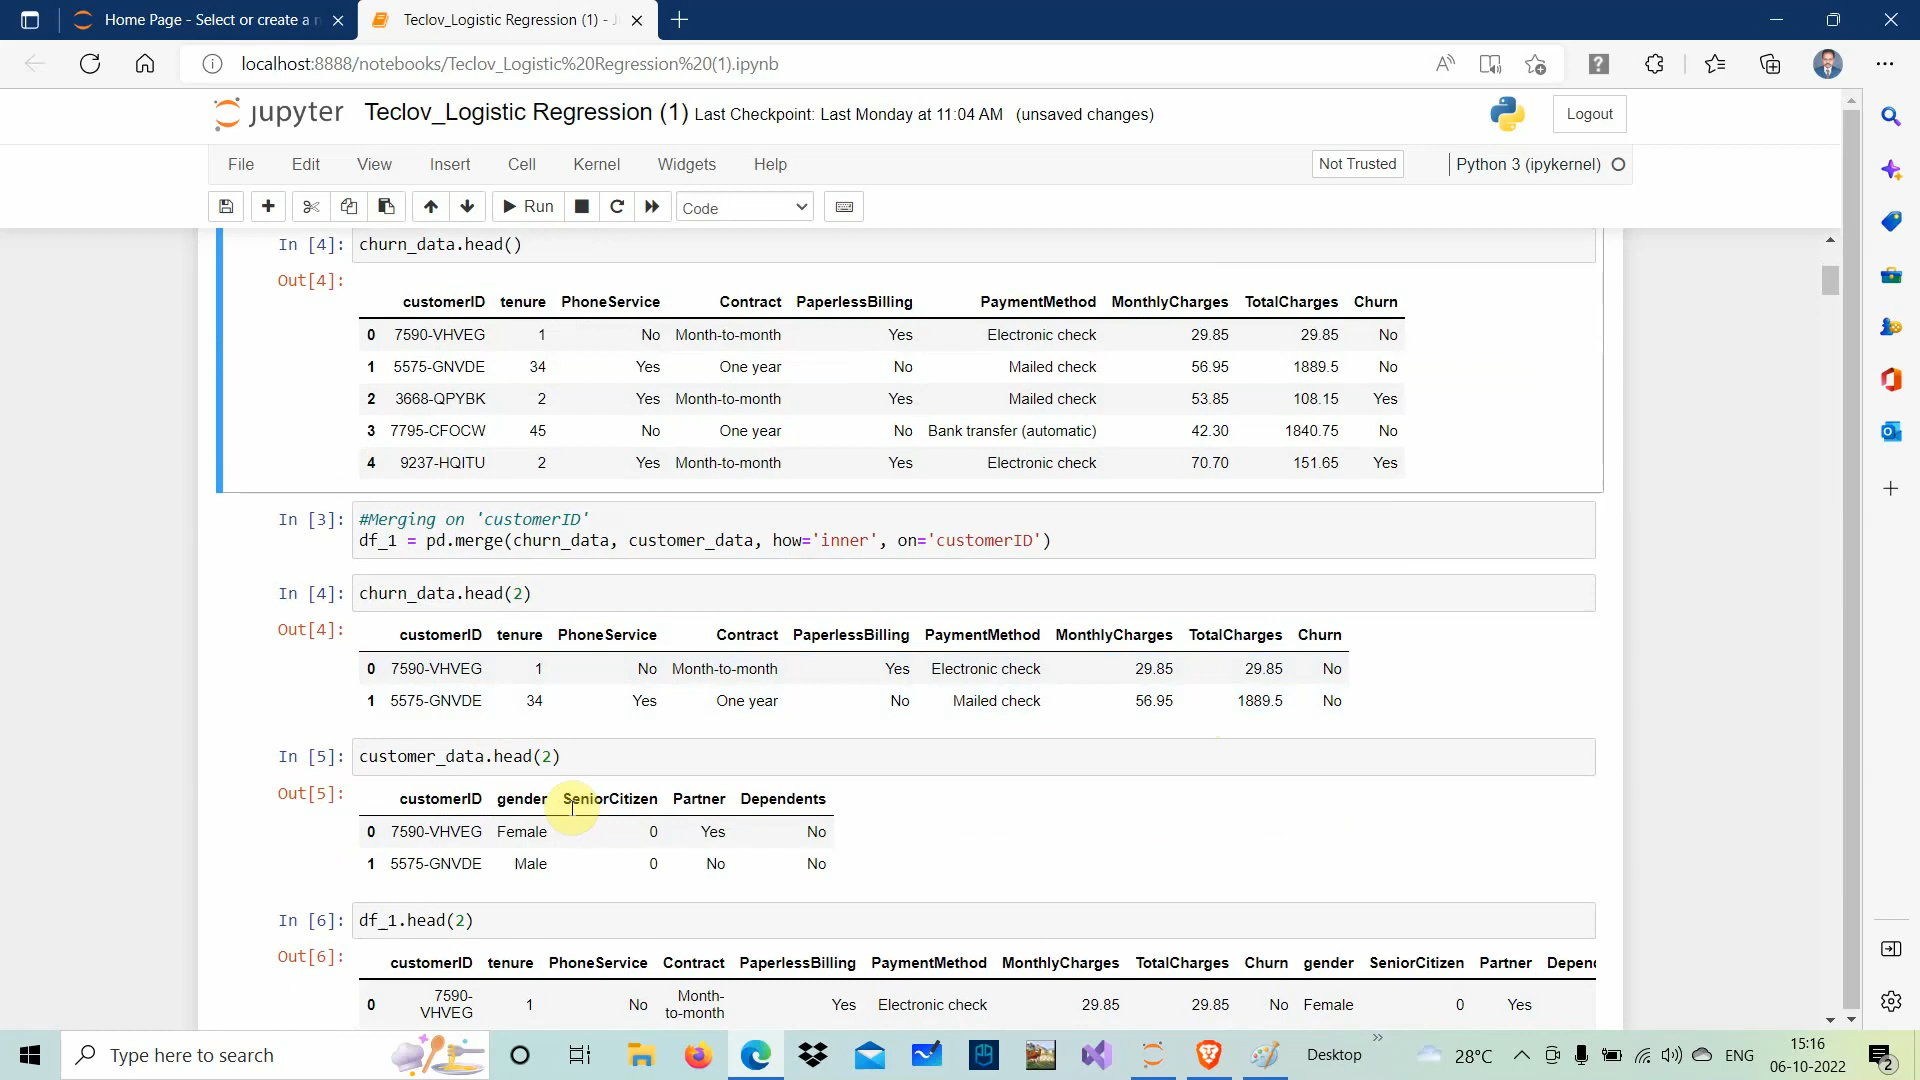 Home Page - Select or create a n
Teclov_Logistic Regression (1) - J
localhost:8888/notebooks/Teclov_Logistic%20Regression%20(1).ipynb
jupyter Teclov_Logistic Regression (1) Last Checkpoint: Last Monday at 11:04 AM (unsaved changes)
Logout
File Edit View Insert Cell Kernel Widgets Help
Not Trusted
Python 3 (ipykernel)
Run
Code
In [4]: churn_data.head()
Out[4]:
customerID tenure PhoneService Contract PaperlessBilling PaymentMethod MonthlyCharges TotalCharges Churn
0 7590-VHVEG 1 No Month-to-month Yes Electronic check 29.85 29.85 No
1 5575-GNVDE 34 Yes One year No Mailed check 56.95 1889.5 No
2 3668-QPYBK 2 Yes Month-to-month Yes Mailed check 53.85 108.15 Yes
3 7795-CFOCW 45 No One year No Bank transfer (automatic) 42.30 1840.75 No
4 9237-HQITU 2 Yes Month-to-month Yes Electronic check 70.70 151.65 Yes
In [3]: #Merging on 'customerID'
df_1 = pd.merge(churn_data, customer_data, how='inner', on='customerID')
In [4]: churn_data.head(2)
Out[4]:
customerID tenure PhoneService Contract PaperlessBilling PaymentMethod MonthlyCharges TotalCharges Churn
0 7590-VHVEG 1 No Month-to-month Yes Electronic check 29.85 29.85 No
1 5575-GNVDE 34 Yes One year No Mailed check 56.95 1889.5 No
In [5]: customer_data.head(2)
Out[5]:
customerID gender SeniorCitizen Partner Dependents
0 7590-VHVEG Female 0 Yes No
1 5575-GNVDE Male 0 No No
In [6]: df_1.head(2)
Out[6]:
customerID tenure PhoneService Contract PaperlessBilling PaymentMethod MonthlyCharges TotalCharges Churn gender SeniorCitizen Partner Depend
0 7590-VHVEG 1 No Month-to-month Yes Electronic check 29.85 29.85 No Female 0 Yes
Type here to search
Desktop
28°C
ENG
15:16
06-10-2022
2